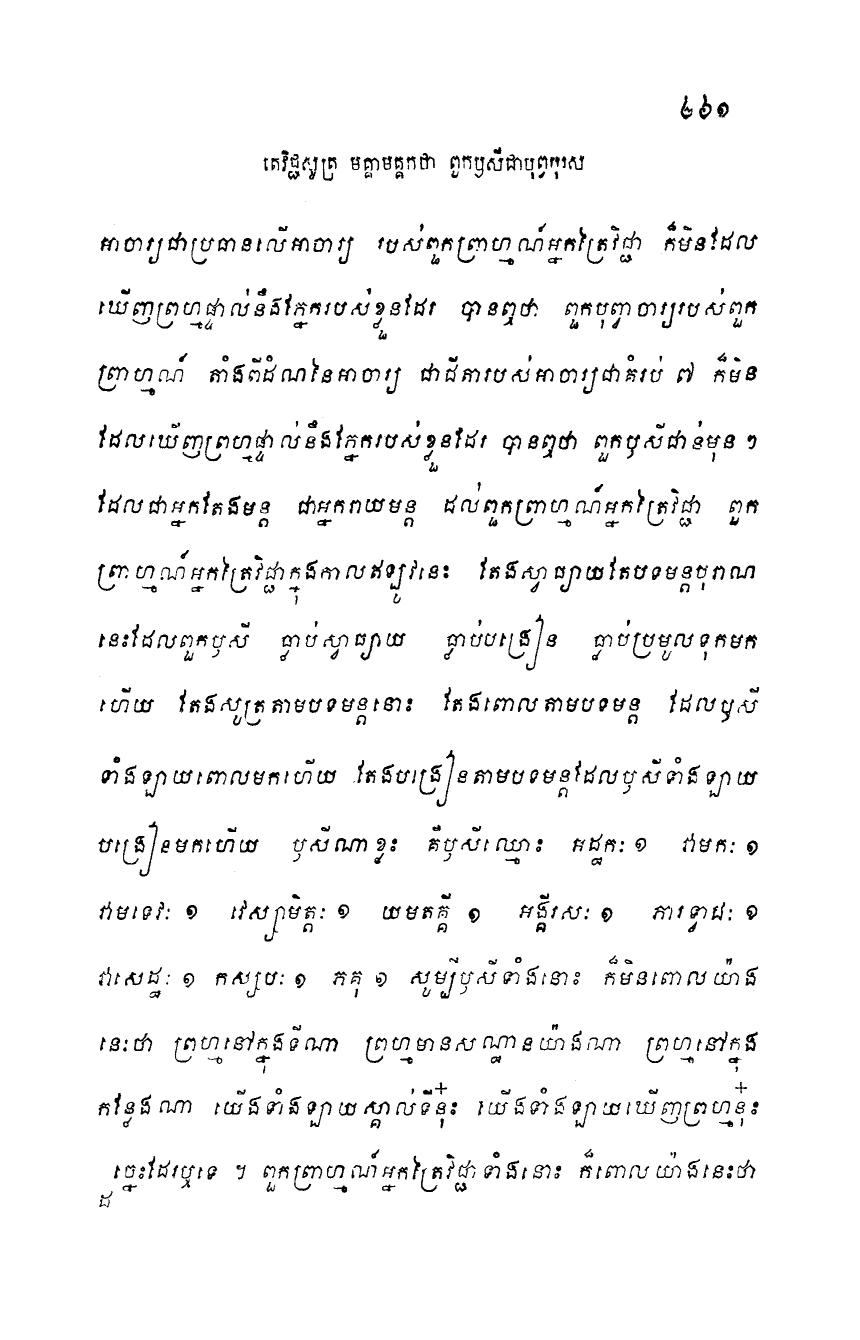 ៤៦១
តេវិជ្ជសូត្រ មគ្គាមគ្គកថា ពួកឫសីជាបុព្វបុរស
អាចារ្យជាប្រធានលើអាចារ្យ របស់ពួកព្រាហ្មណ៍អ្នកត្រៃវិជ្ជា ក៏មិនដែល
ឃើញព្រហ្មផ្ទាល់នឹងភ្នែករបស់ខ្លួនដែរ បានឮថា ពួកបុព្វាចារ្យរបស់ពួក
ព្រាហ្មណ៍ តាំងពីដំណនៃអាចារ្យ ជាជីតារបស់អាចារ្យជាគំរប់ ៧ ក៏មិន
ដែលឃើញព្រហ្មផ្ទាល់នឹងភ្នែករបស់ខ្លួនដែរ បានឮថា ពួកឫសីជាន់មុន ៗ
ដែលជាអ្នកតែងមន្ត ជាអ្នករាយមន្ត ដល់ពួកព្រាហ្មណ៍អ្នកត្រៃវិជ្ជា ពួក
ព្រាហ្មណ៍អ្នកត្រៃវិជ្ជាក្នុងកាលឥឡូវនេះ តែងស្វាធ្យាយតែបទមន្តបុរាណ
នេះដែលពួកឫសី ធ្លាប់ស្វាធ្យាយ ធ្លាប់បង្រៀន ធ្លាប់ប្រមូលទុកមក
ហើយ តែងសូត្រតាមបទមន្តនោះ តែងពោលតាមបទមន្ត ដែលឫសី
ទាំងឡាយពោលមកហើយ តែងបង្រៀនតាមបទមន្តដែលឫសីទាំងឡាយ
បង្រៀនមកហើយ ឫសីណាខ្លះ គឺឫសីឈ្មោះ អដ្ឋកៈ ១ វាមកៈ ១
វាមទេវៈ ១ វេស្សាមិត្តៈ ១ យមតគ្គី ១ អង្គីរសៈ ១ ភារទ្វាជៈ ១
វាសេដ្ឋៈ ១ កស្សបៈ ១ ភគុ ១ សូម្បីឫសីទាំងនោះ ក៏មិនពោលយ៉ាង
នេះថា ព្រហ្មនៅក្នុងទីណា ព្រហ្មមានសណ្ឋានយ៉ាងណា ព្រហ្មនៅក្នុង
កន្លែងណា យើងទាំងឡាយស្គាល់ទីនុ៎ះ យើងទាំងឡាយឃើញព្រហ្មនុ៎ះ
ច្នេះដែរឬទេ ។ ពួកព្រាហ្មណ៍អ្នកត្រៃវិជ្ជាទាំងនោះ ក៏ពោលយ៉ាងនេះថា
ដ